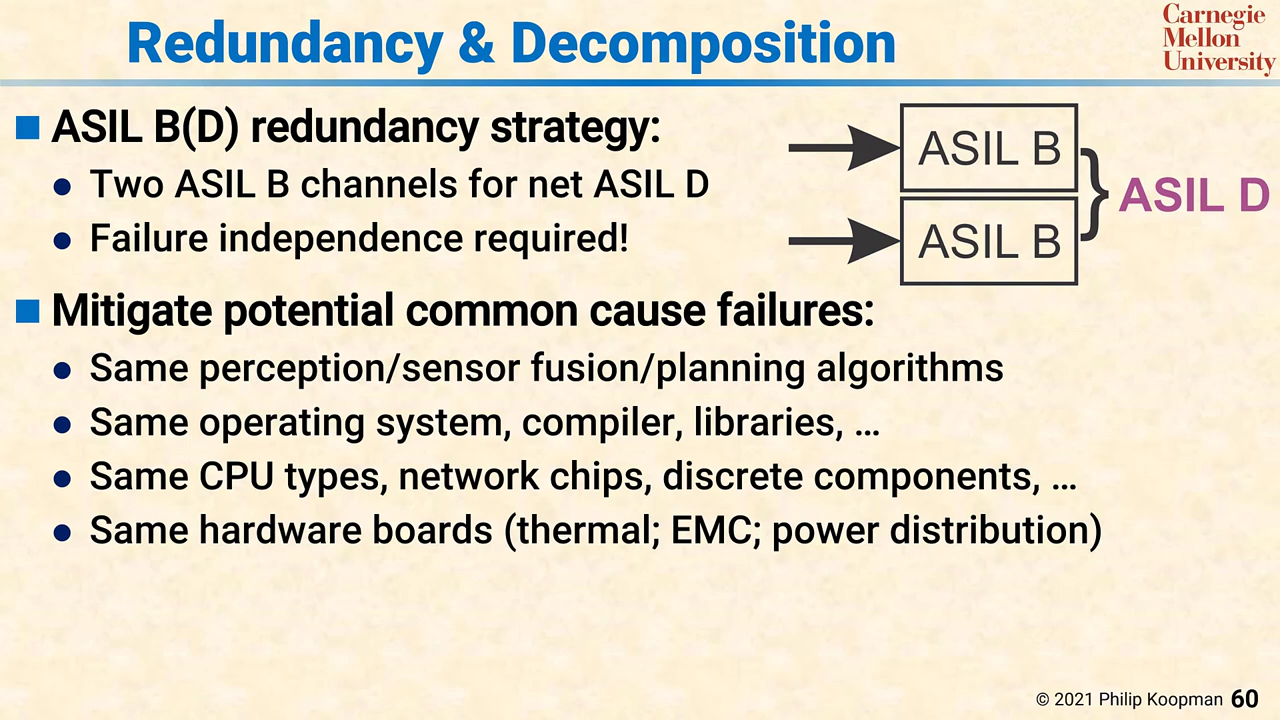 Redundancy & Decomposition
Carnegie
Mellon
University
ASIL B(D) redundancy strategy:
Two ASIL B channels for net ASIL D
Failure independence required!
ASIL B
ASIL B
ASIL D
Mitigate potential common cause failures:
Same perception/sensor fusion/planning algorithms
Same operating system, compiler, libraries, …
Same CPU types, network chips, discrete components, …
Same hardware boards (thermal; EMC; power distribution)
© 2021 Philip Koopman 60